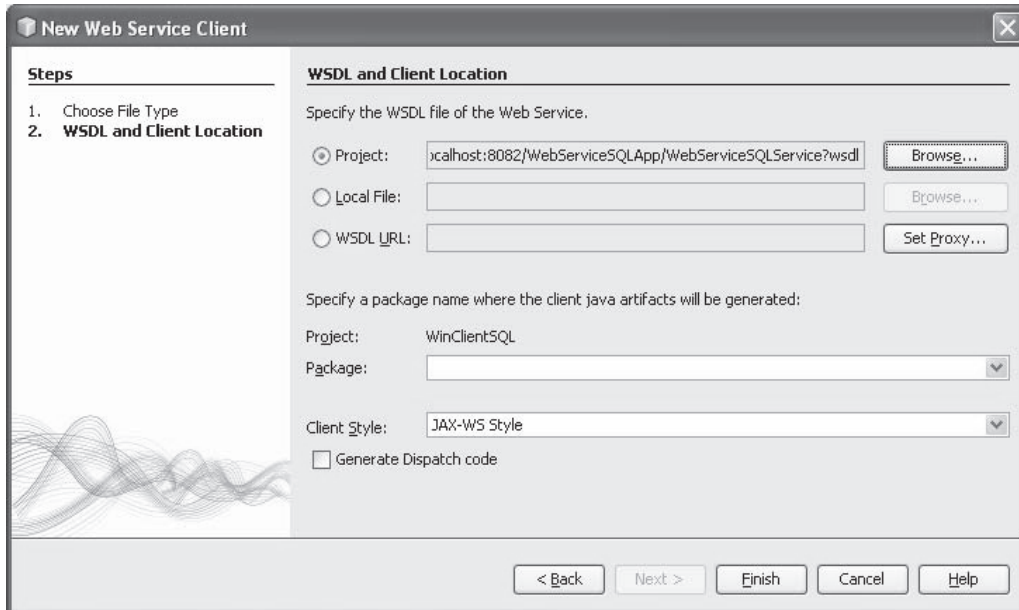 New Web Service Client
Steps
1. Choose File Type
2. WSDL and Client Location
WSDL and Client Location
Specify the WSDL file of the Web Service.
Project: ocalhost:8082/WebServiceSQLApp/WebServiceSQLService?wsdl Browse...
Local File: Browse...
WSDL URL: Set Proxy...
Specify a package name where the client java artifacts will be generated:
Project: WinClientSQL
Package:
Client Style: JAX-WS Style
Generate Dispatch code
< Back Next > Finish Cancel Help